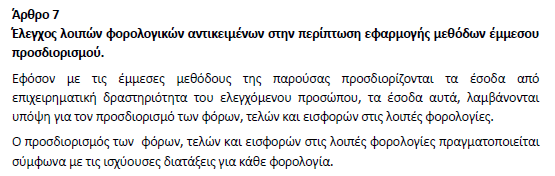 Άρθρο 7
Έλεγχος λοιπών φορολογικών αντικειμένων στην περίπτωση εφαρμογής μεθόδων έμμεσου
προσδιορισμού.
Εφόσον με τις έμμεσες μεθόδους της παρούσας προσδιορίζονται τα έσοδα από
επιχειρηματική δραστηριότητα του ελεγχόμενου προσώπου, τα έσοδα αυτά, λαμβάνονται
υπόψη για τον προσδιορισμό των φόρων, τελών και εισφορών στις λοιπές φορολογίες.
Ο προσδιορισμός των φόρων, τελών και εισφορών στις λοιπές φορολογίες πραγματοποιείται
σύμφωνα με τις ισχύουσες διατάξεις για κάθε φορολογία.